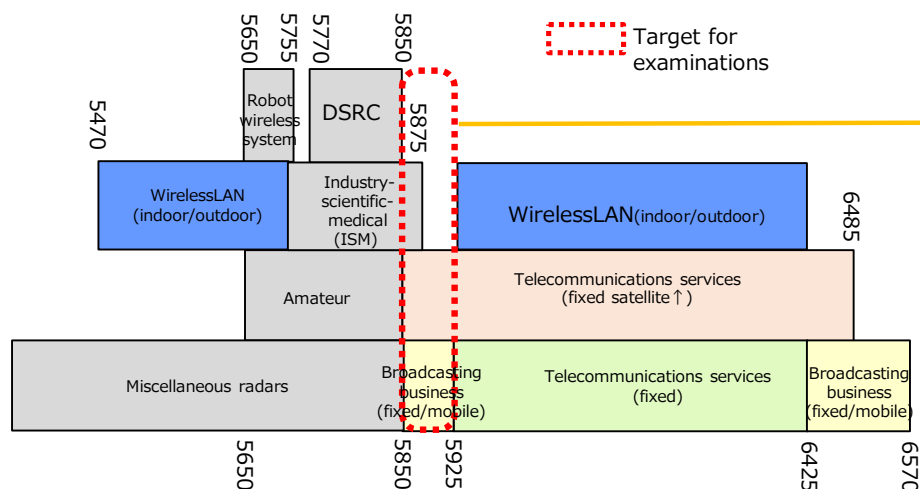 Target for
examinations
5470
5650
5755
5770
5850
5875
6485
Robot
wireless
system
DSRC
WirelessLAN
(indoor/outdoor)
Industry-
scientific-
medical
(ISM)
WirelessLAN(indoor/outdoor)
Amateur
Telecommunications services
(fixed satellite↑)
Miscellaneous radars
Broadcasting
business
(fixed/mobile)
Telecommunications services
(fixed)
Broadcasting
business
(fixed/mobile)
5650
5850
5925
6425
6570